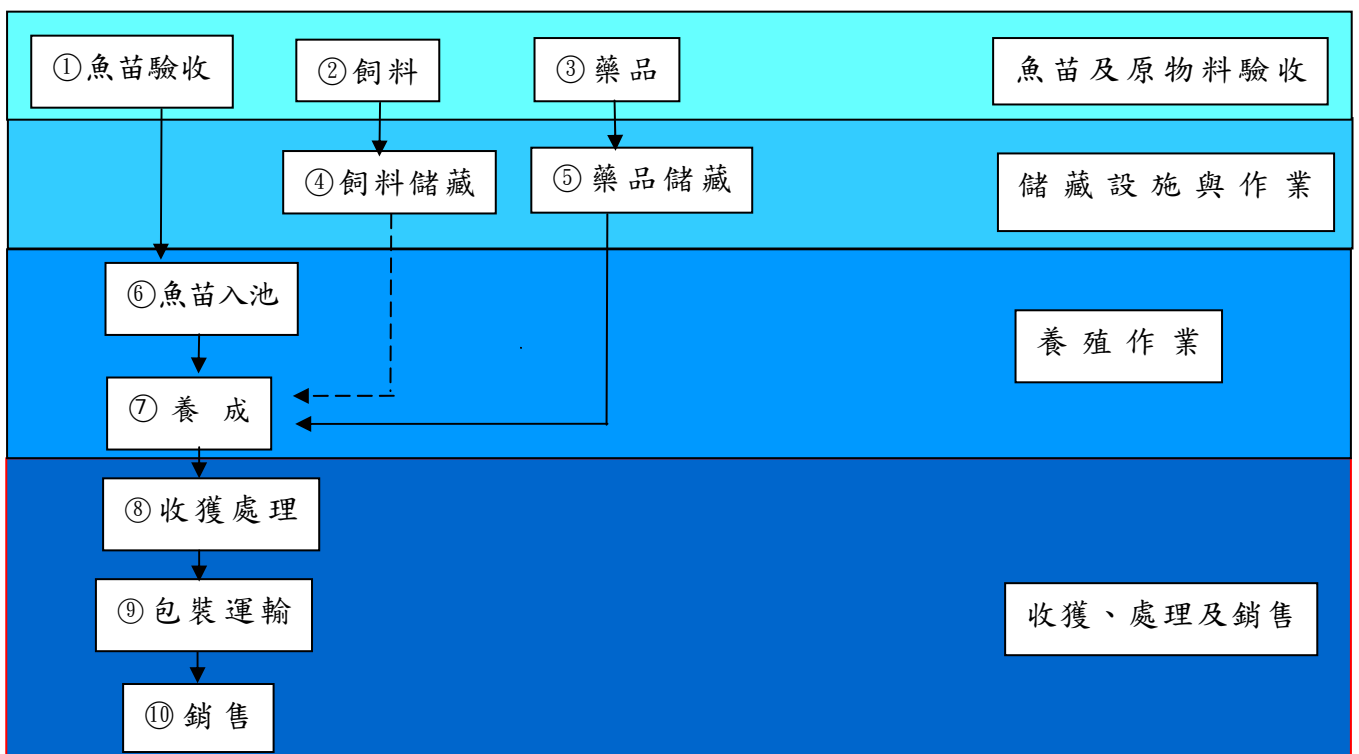 ①魚苗驗收
②飼料
③藥品
魚苗及原物料驗收
④飼料儲藏
⑤藥品儲藏
儲藏設施與作業
⑥魚苗入池
養殖作業
⑦養成
⑧收獲處理
⑨包裝運輸
收獲、處理及銷售
⑩銷售